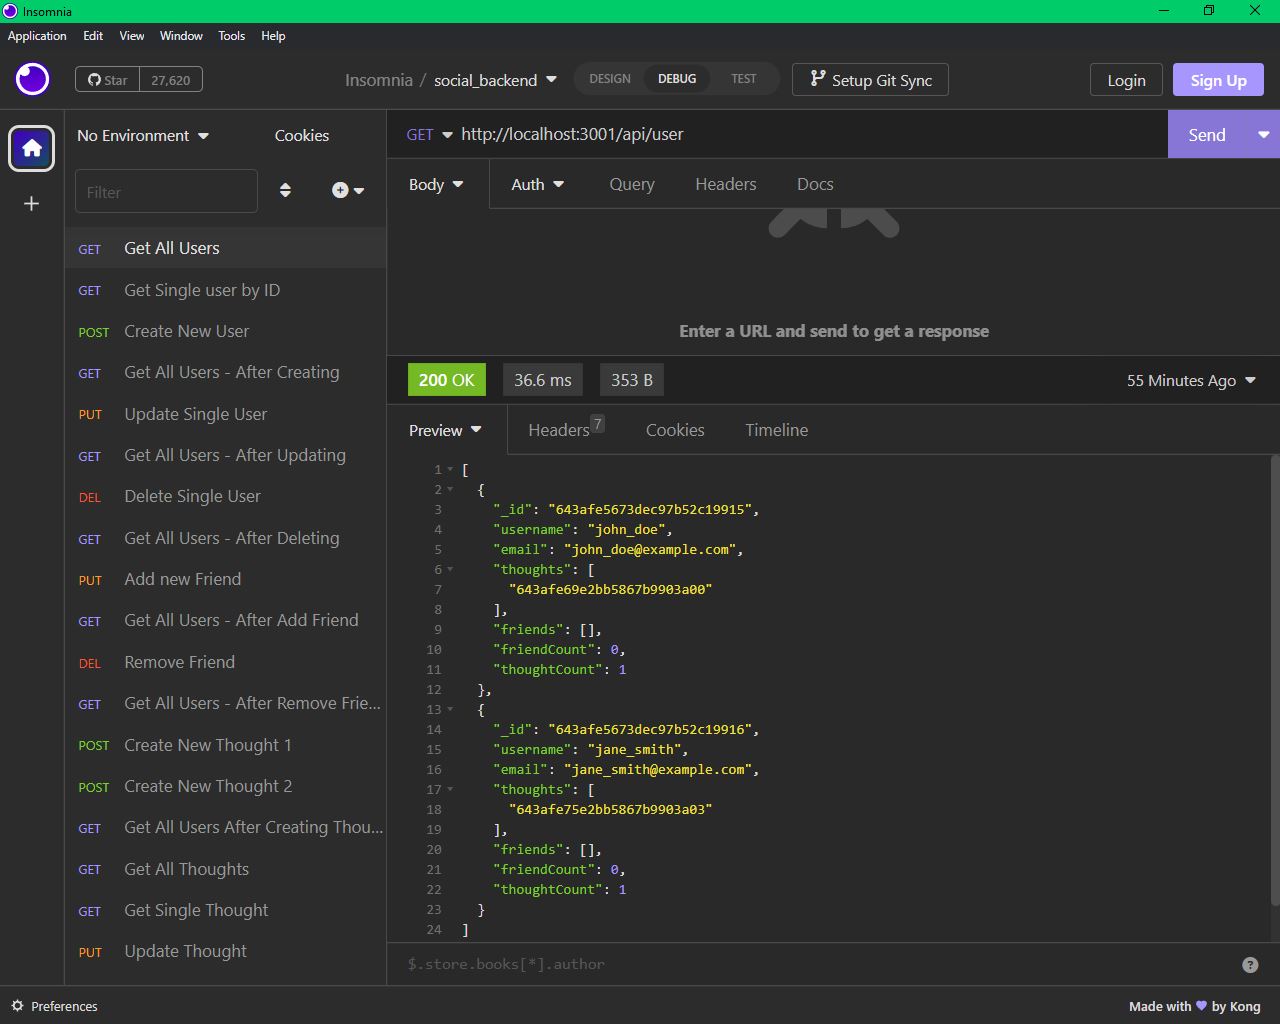 Insomnia
Application Edit View Window Tools Help
Star 27,620
Insomnia / social_backend
DESIGN DEBUG TEST
Setup Git Sync
Login
Sign Up
No Environment
Cookies
Filter
GET Get All Users
GET Get Single user by ID
POST Create New User
GET Get All Users - After Creating
PUT Update Single User
GET Get All Users - After Updating
DEL Delete Single User
GET Get All Users - After Deleting
PUT Add new Friend
GET Get All Users - After Add Friend
DEL Remove Friend
GET Get All Users - After Remove Frie...
POST Create New Thought 1
POST Create New Thought 2
GET Get All Users After Creating Thou...
GET Get All Thoughts
GET Get Single Thought
PUT Update Thought
GET http://localhost:3001/api/user
Send
Body Auth Query Headers Docs
Enter a URL and send to get a response
200 OK 36.6 ms 353 B
55 Minutes Ago
Preview Headers 7 Cookies Timeline
1 [
2 {
3 "_id": "643afe5673dec97b52c19915",
4 "username": "john_doe",
5 "email": "john_doe@example.com",
6 "thoughts": [
7 "643afe69e2bb5867b9903a00"
8 ],
9 "friends": [],
10 "friendCount": 0,
11 "thoughtCount": 1
12 },
13 {
14 "_id": "643afe5673dec97b52c19916",
15 "username": "jane_smith",
16 "email": "jane_smith@example.com",
17 "thoughts": [
18 "643afe75e2bb5867b9903a03"
19 ],
20 "friends": [],
21 "friendCount": 0,
22 "thoughtCount": 1
23 }
24 ]
$.store.books[*].author
?
Preferences
Made with 💜 by Kong